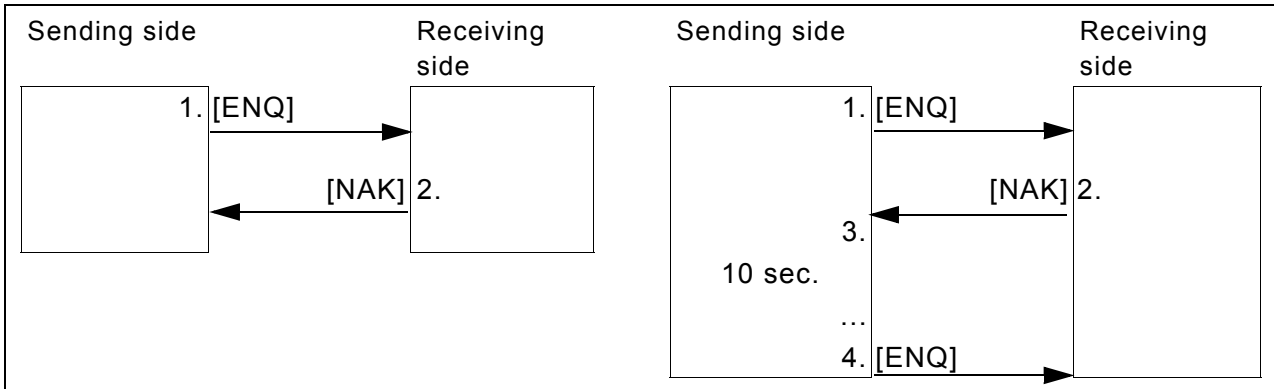 Sending side
Receiving
side
1. [ENQ]
[NAK] 2.
Sending side
Receiving
side
1. [ENQ]
[NAK] 2.
3.
10 sec.
...
4. [ENQ]